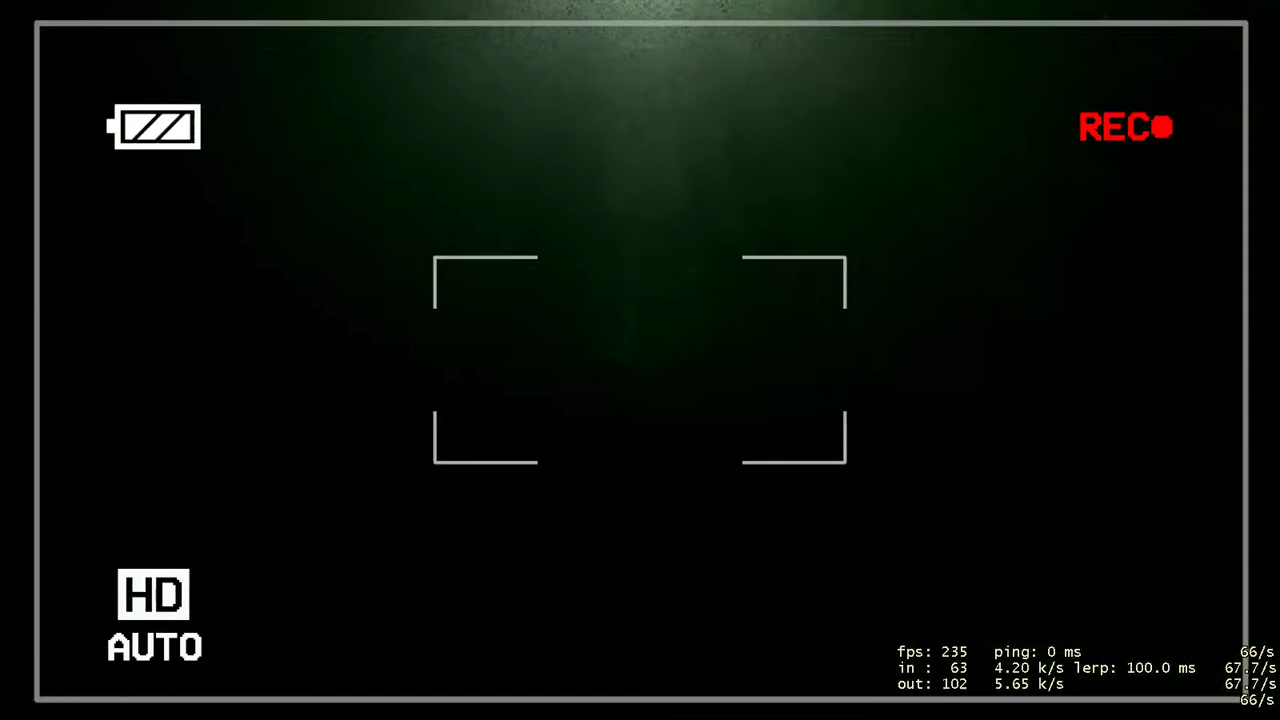 REC
HD
AUTO
fps: 235 ping: 0 ms 66/s
in : 63 4.20 k/s lerp: 100.0 ms 67.7/s
out: 102 5.65 k/s 67.7/s
66/s